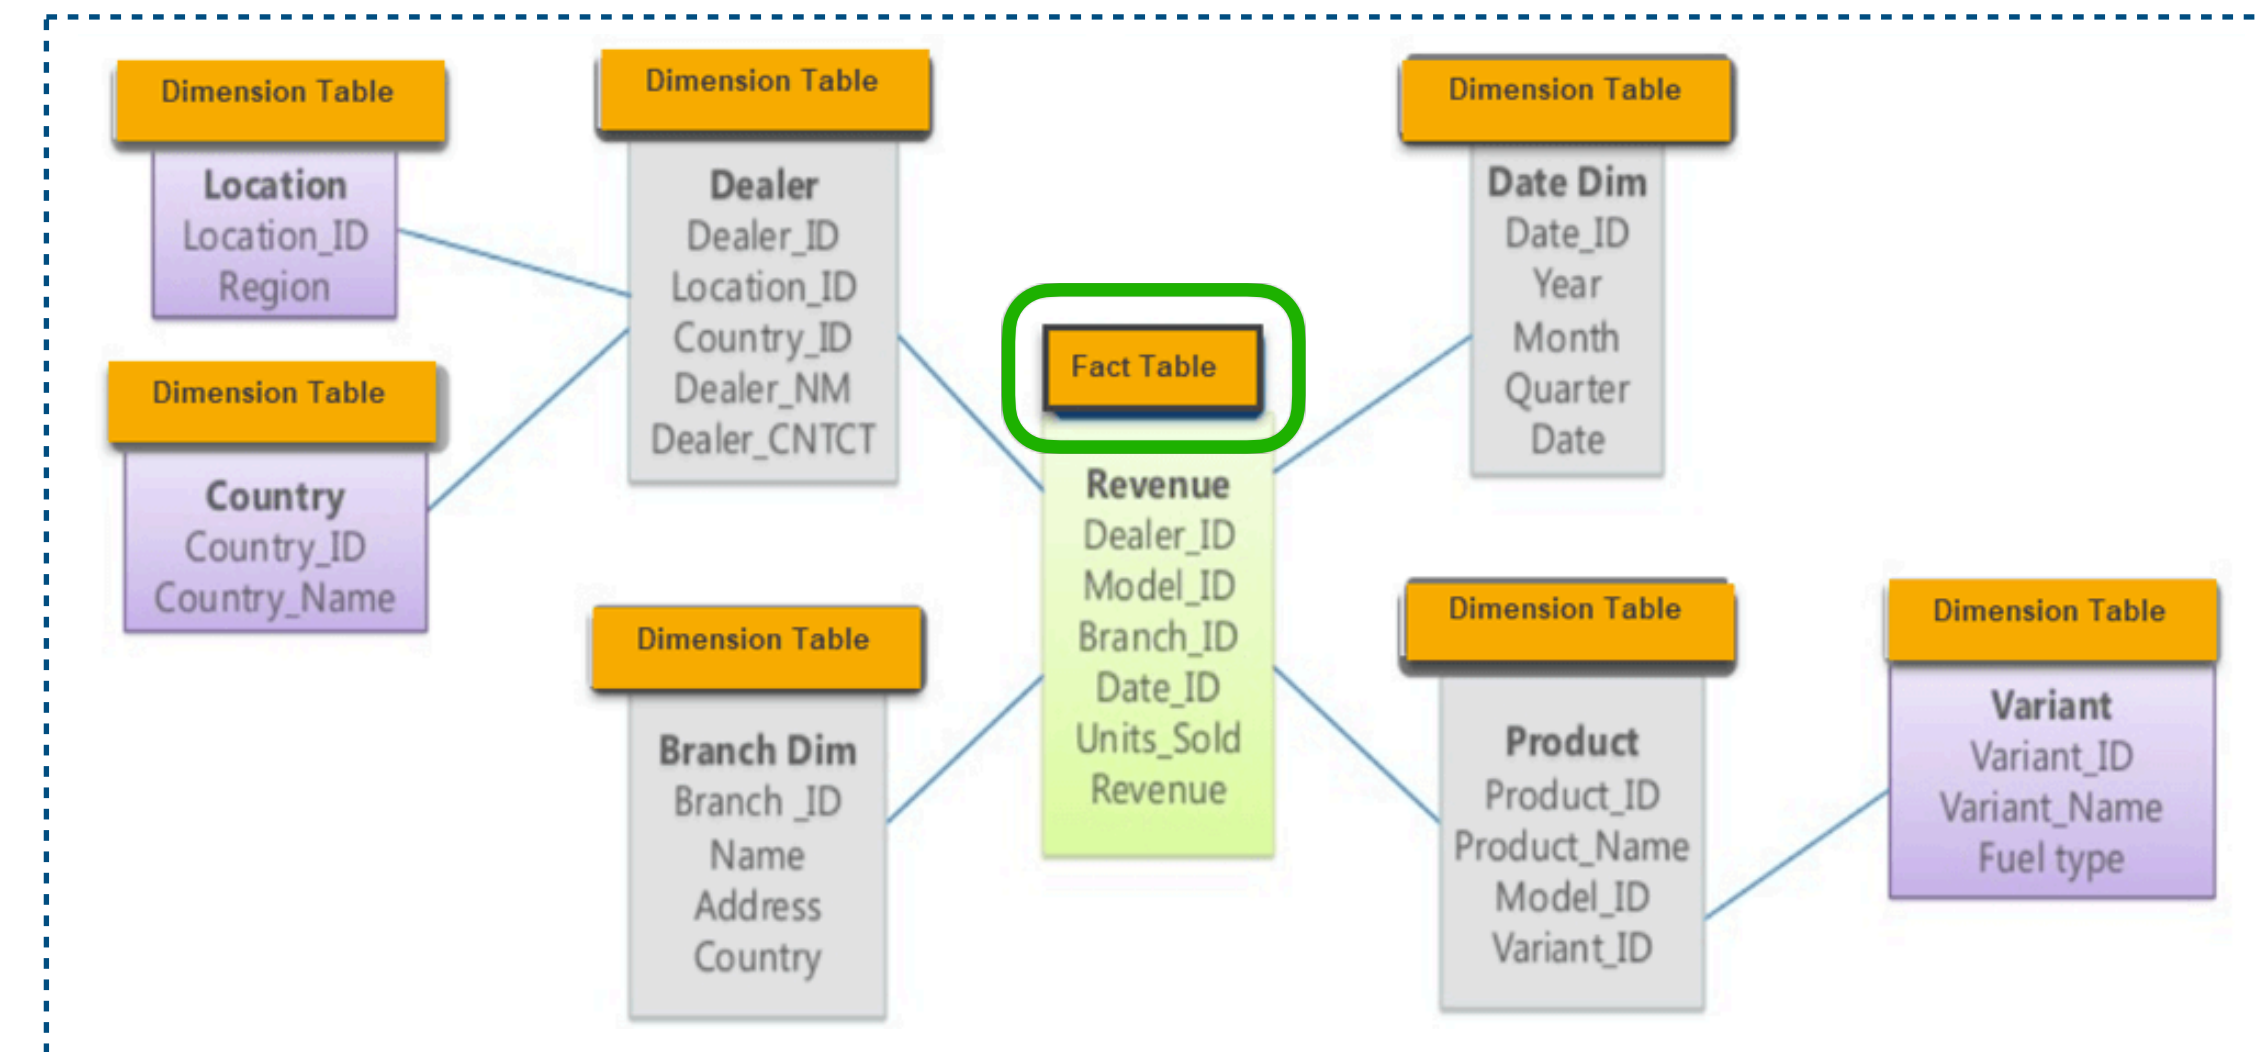 Dimension Table
Location
Location_ID
Region
Dimension Table
Country
Country_ID
Country_Name
Dimension Table
Dealer
Dealer_ID
Location_ID
Country_ID
Dealer_NM
Dealer_CNTCT
Dimension Table
Branch Dim
Branch _ID
Name
Address
Country
Fact Table
Revenue
Dealer_ID
Model_ID
Branch_ID
Date_ID
Units_Sold
Revenue
Dimension Table
Date Dim
Date_ID
Year
Month
Quarter
Date
Dimension Table
Product
Product_ID
Product_Name
Model_ID
Variant_ID
Dimension Table
Variant
Variant_ID
Variant_Name
Fuel type